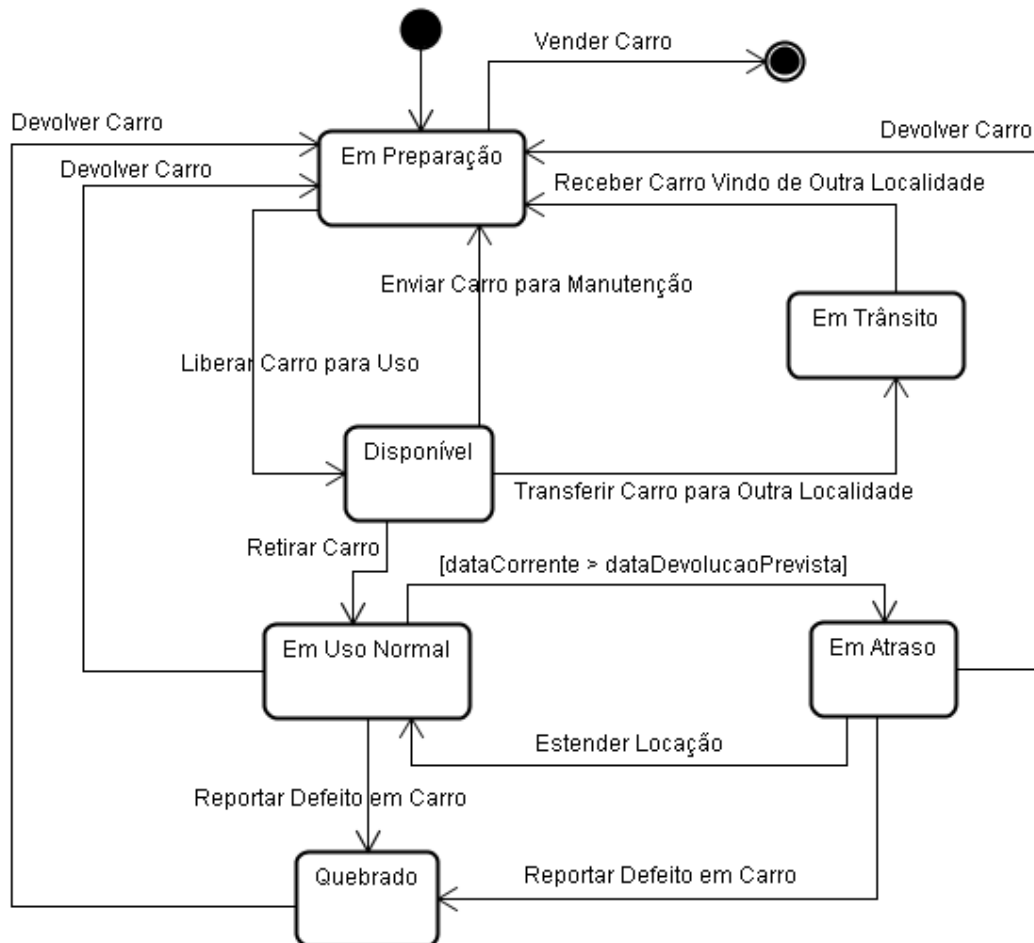 Vender Carro
Devolver Carro
Devolver Carro
Em Preparação
Devolver Carro
Receber Carro Vindo de Outra Localidade
Enviar Carro para Manutenção
Em Trânsito
Liberar Carro para Uso
Disponível
Transferir Carro para Outra Localidade
Retirar Carro
[dataCorrente > dataDevolucaoPrevista]
Em Uso Normal
Em Atraso
Estender Locação
Reportar Defeito em Carro
Quebrado
Reportar Defeito em Carro